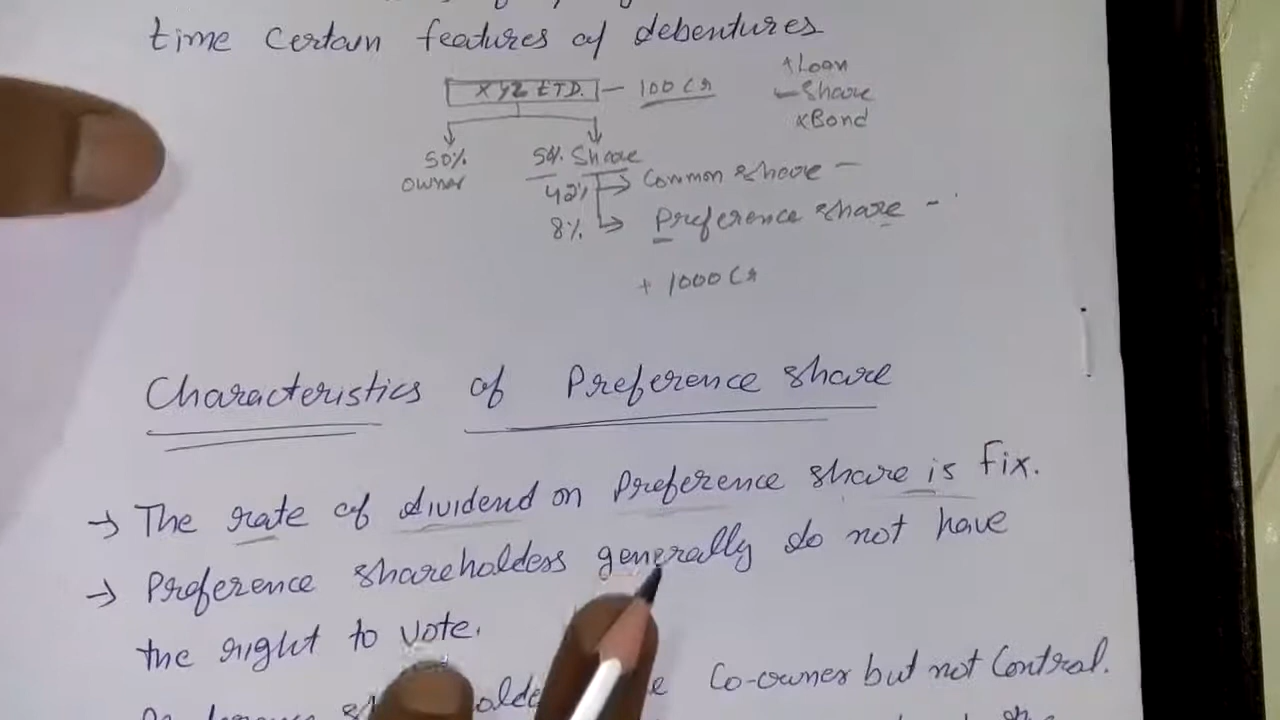 time Certain features of debentures
XYZ LTD. - 100 Cr
+ Loan
- Share
x Bond
50% owner
50% Share
42% → Common share -
8% → Preference share -
+ 1000 Cr
Characteristics of Preference share
→ The rate of dividend on Preference share is fix.
→ Preference shareholders generally do not have
the right to vote.
Co-owner but not Control.